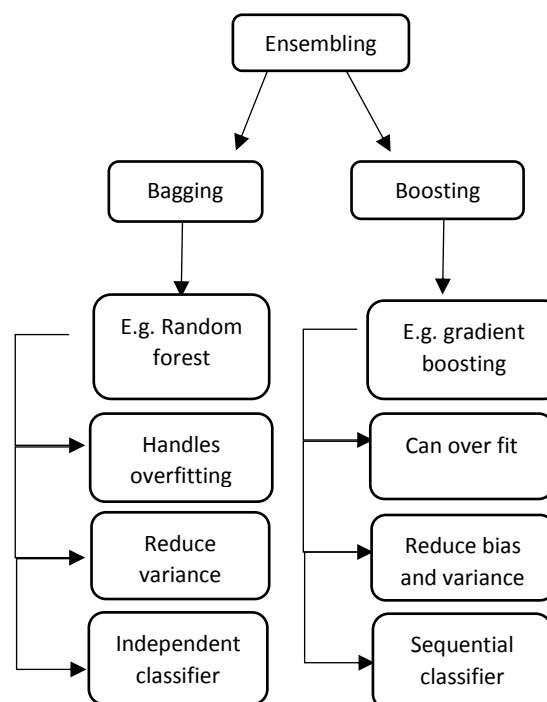 Ensembling
Bagging
Boosting
E.g. Random
forest
E.g. gradient
boosting
Handles
overfitting
Can over fit
Reduce
variance
Reduce bias
and variance
Independent
classifier
Sequential
classifier